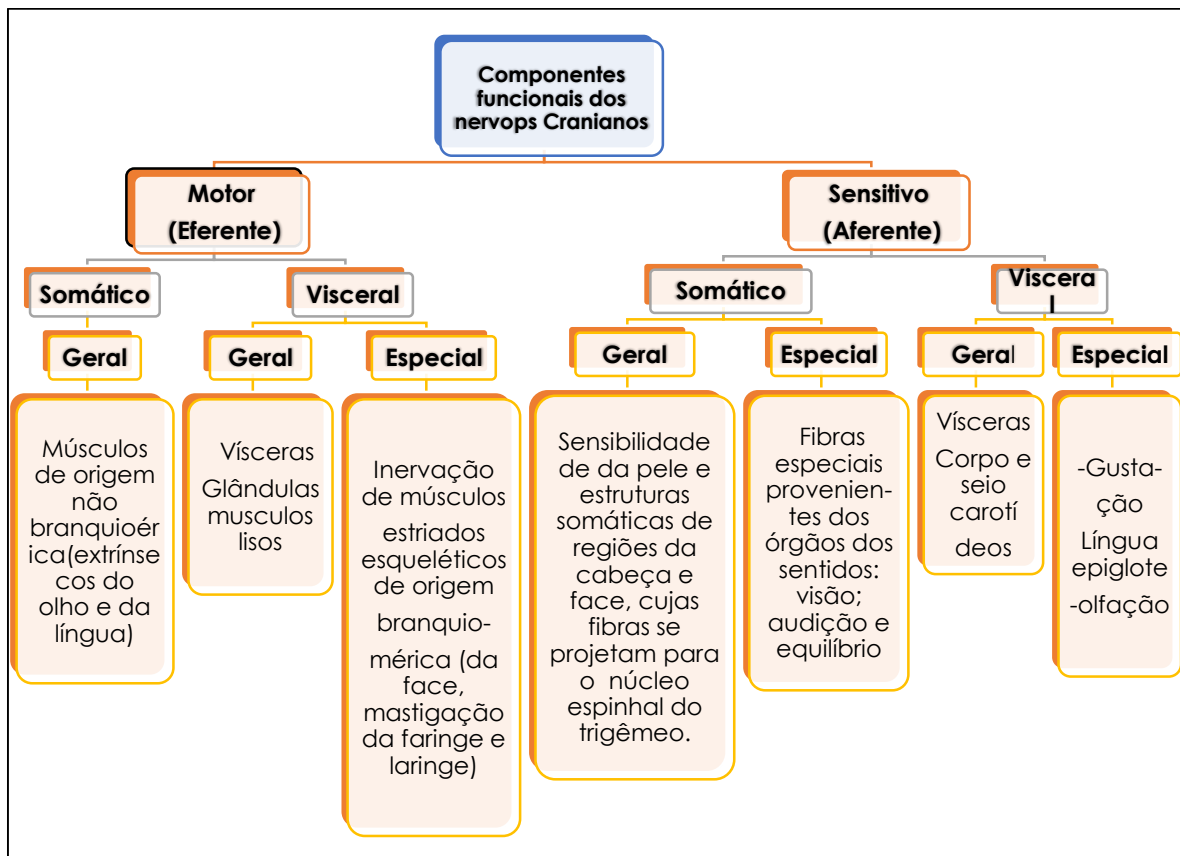 Componentes
funcionais dos
nervops Cranianos
Motor
(Eferente)
Sensitivo
(Aferente)
Somático
Visceral
Somático
Viscera
l
Geral
Geral
Especial
Geral
Especial
Geral
Especial
Músculos
de origem
não
branquioér
ica(extrínse
cos do
olho e da
língua)
Vísceras
Glândulas
musculos
lisos
Inervação
de músculos
estriados
esqueléticos
de origem
branquio-
mérica (da
face,
mastigação
da faringe e
laringe)
Sensibilidade
de da pele e
estruturas
somáticas de
regiões da
cabeça e
face, cujas
fibras se
projetam para
o núcleo
espinhal do
trigêmeo.
Fibras
especiais
provenien-
tes dos
órgãos dos
sentidos:
visão;
audição e
equilíbrio
Vísceras
Corpo e
seio
carotí
deos
-Gusta-
ção
Língua
epiglote
-olfação